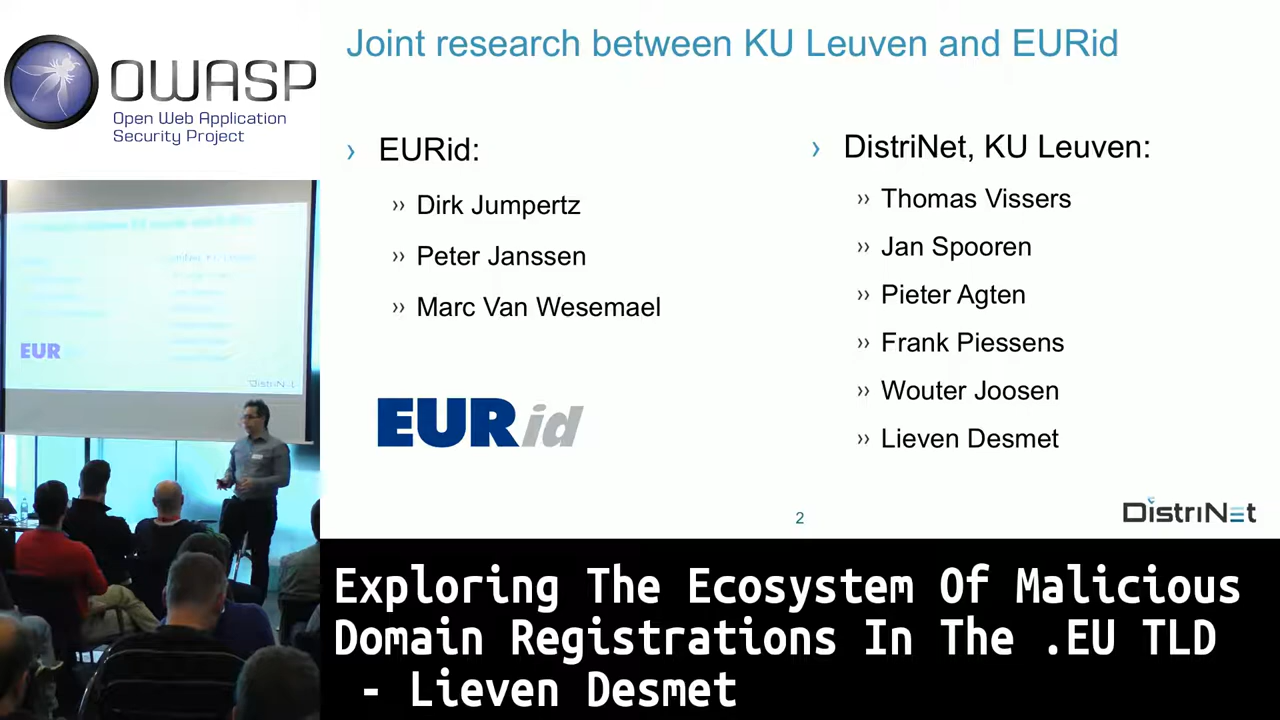 OWASP
Open Web Application
Security Project
Joint research between KU Leuven and EURid
› EURid:
›› Dirk Jumpertz
›› Peter Janssen
›› Marc Van Wesemael
EURid
› DistriNet, KU Leuven:
›› Thomas Vissers
›› Jan Spooren
›› Pieter Agten
›› Frank Piessens
›› Wouter Joosen
›› Lieven Desmet
2
DistriNet
EUR
DistriNet
Exploring The Ecosystem Of Malicious
Domain Registrations In The .EU TLD
- Lieven Desmet